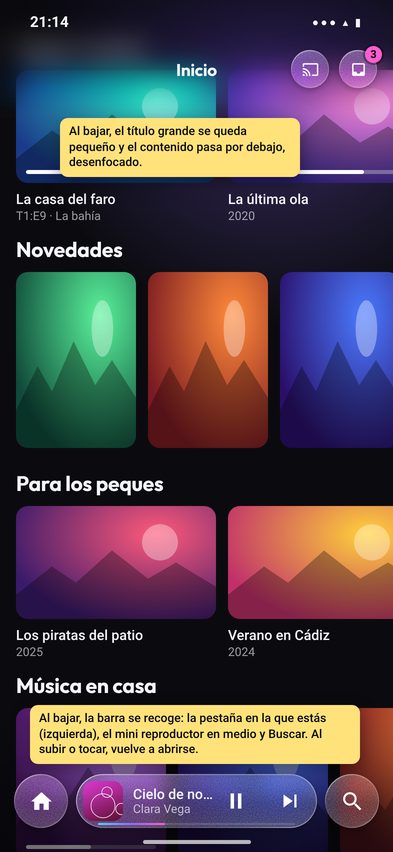 21:14
Inicio
3
Al bajar, el título grande se queda
pequeño y el contenido pasa por debajo,
desenfocado.
La casa del faro
T1:E9 · La bahía
La última ola
2020
Novedades
Para los peques
Los piratas del patio
2025
Verano en Cádiz
2024
Música en casa
Al bajar, la barra se recoge: la pestaña en la que estás
(izquierda), el mini reproductor en medio y Buscar. Al
subir o tocar, vuelve a abrirse.
Cielo de no...
Clara Vega